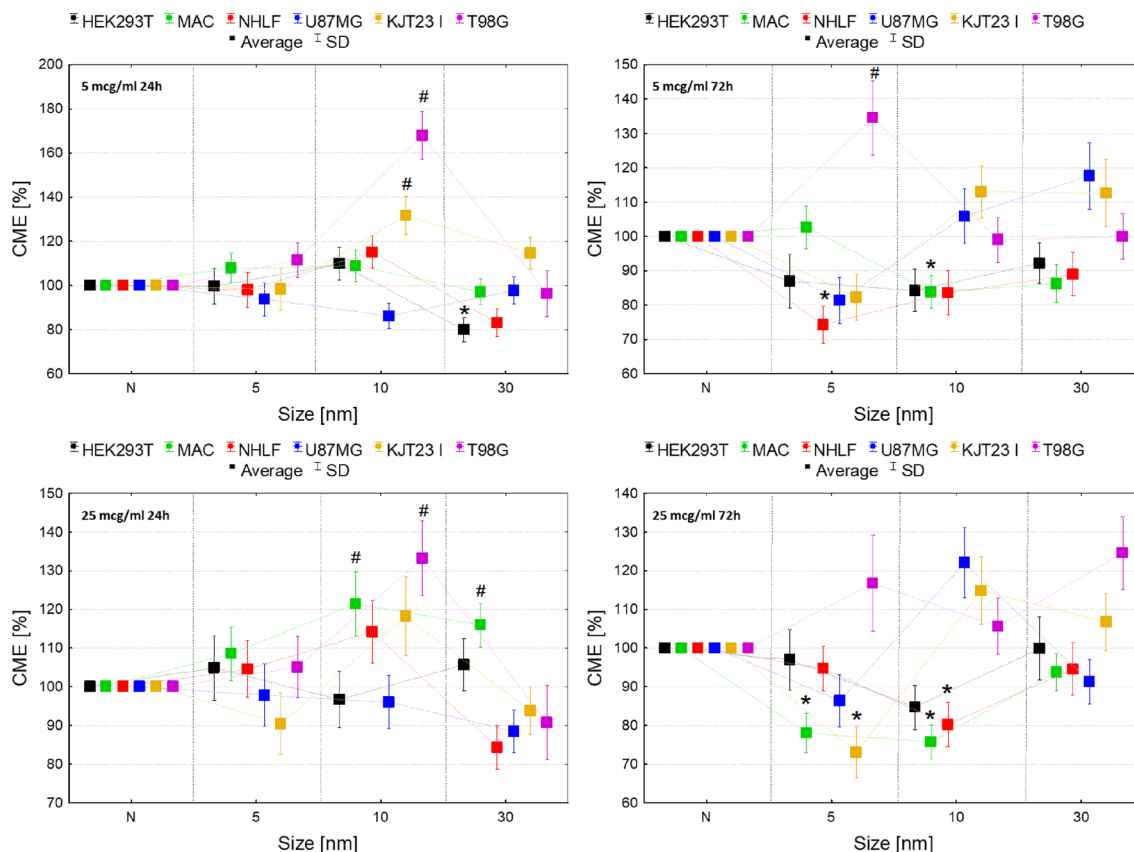 HEK293T MAC NHLF U87MG KJT23 I T98G
Average SD
200
180
160
140
120
100
80
60
CME [%]
5 mcg/ml 24h
#
#
*
N 5 10 30
Size [nm]
HEK293T MAC NHLF U87MG KJT23 I T98G
Average SD
150
140
130
120
110
100
90
80
70
60
CME [%]
5 mcg/ml 72h
#
*
*
N 5 10 30
Size [nm]
HEK293T MAC NHLF U87MG KJT23 I T98G
Average SD
150
140
130
120
110
100
90
80
70
CME [%]
25 mcg/ml 24h
#
#
#
N 5 10 30
Size [nm]
HEK293T MAC NHLF U87MG KJT23 I T98G
Average SD
140
130
120
110
100
90
80
70
60
CME [%]
25 mcg/ml 72h
* * * *
N 5 10 30
Size [nm]